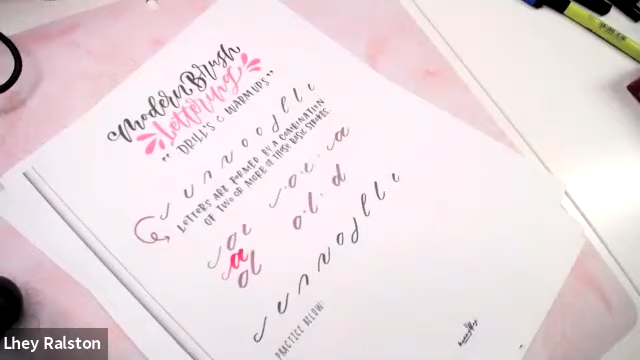 Modern Brush
Lettering
" DRILL'S & WARMUPS "
LETTERS ARE FORMED BY A COMBINATION
OF TWO OR MORE OF THESE BASIC STROKES
a
d
a
PRACTICE BELOW:
Lhey Ralston